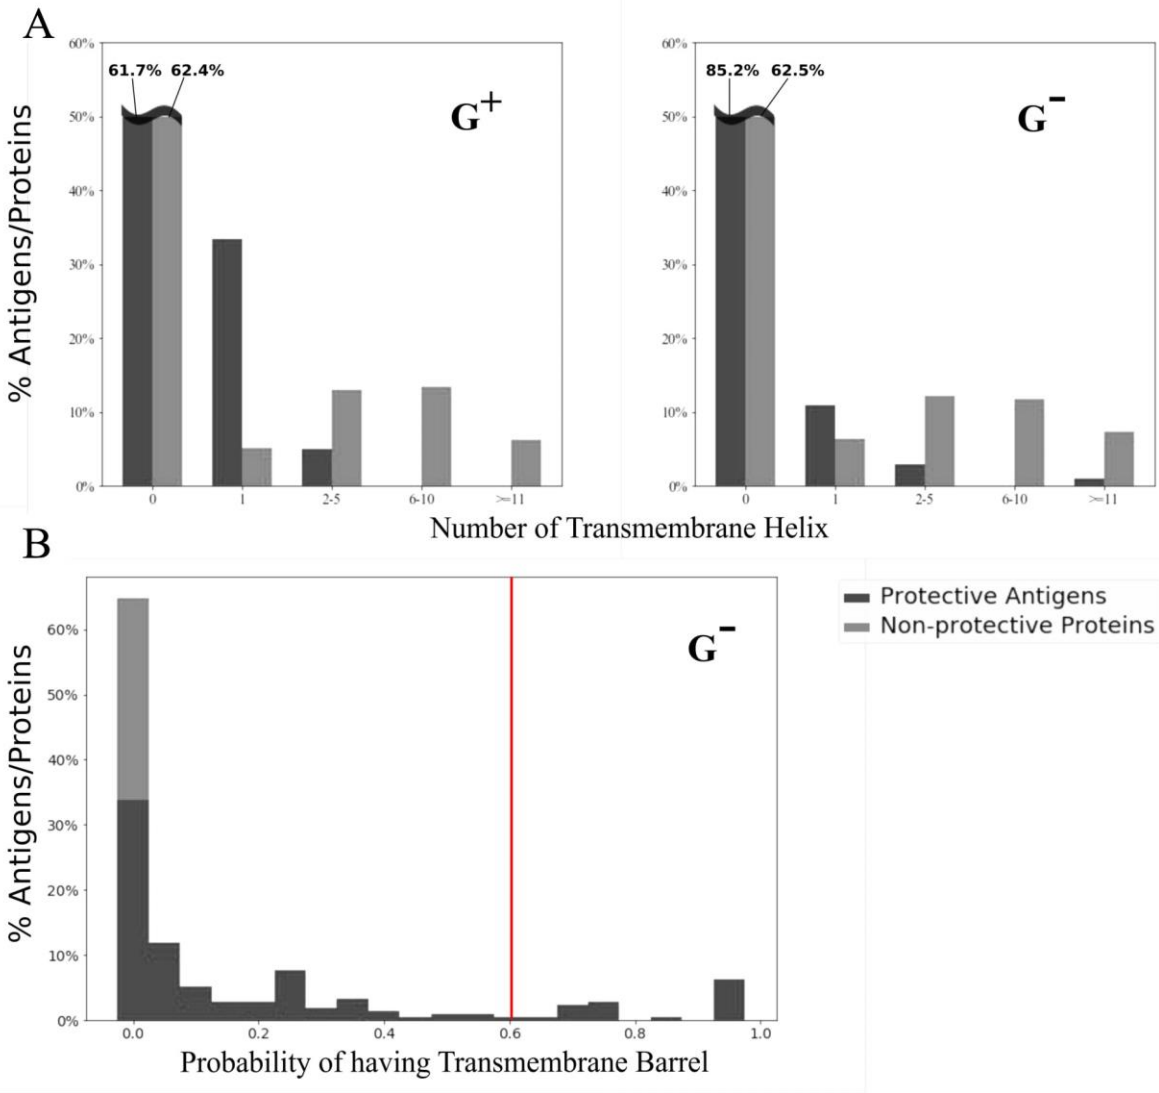 A
% Antigens/Proteins
60%
50%
40%
30%
20%
10%
0%
61.7% 62.4%
G+
0 1 2-5 6-10 >=11
60%
50%
40%
30%
20%
10%
0%
85.2% 62.5%
G-
0 1 2-5 6-10 >=11
Number of Transmembrane Helix
B
% Antigens/Proteins
60%
50%
40%
30%
20%
10%
0%
G-
0.0 0.2 0.4 0.6 0.8 1.0
Probability of having Transmembrane Barrel
Protective Antigens
Non-protective Proteins